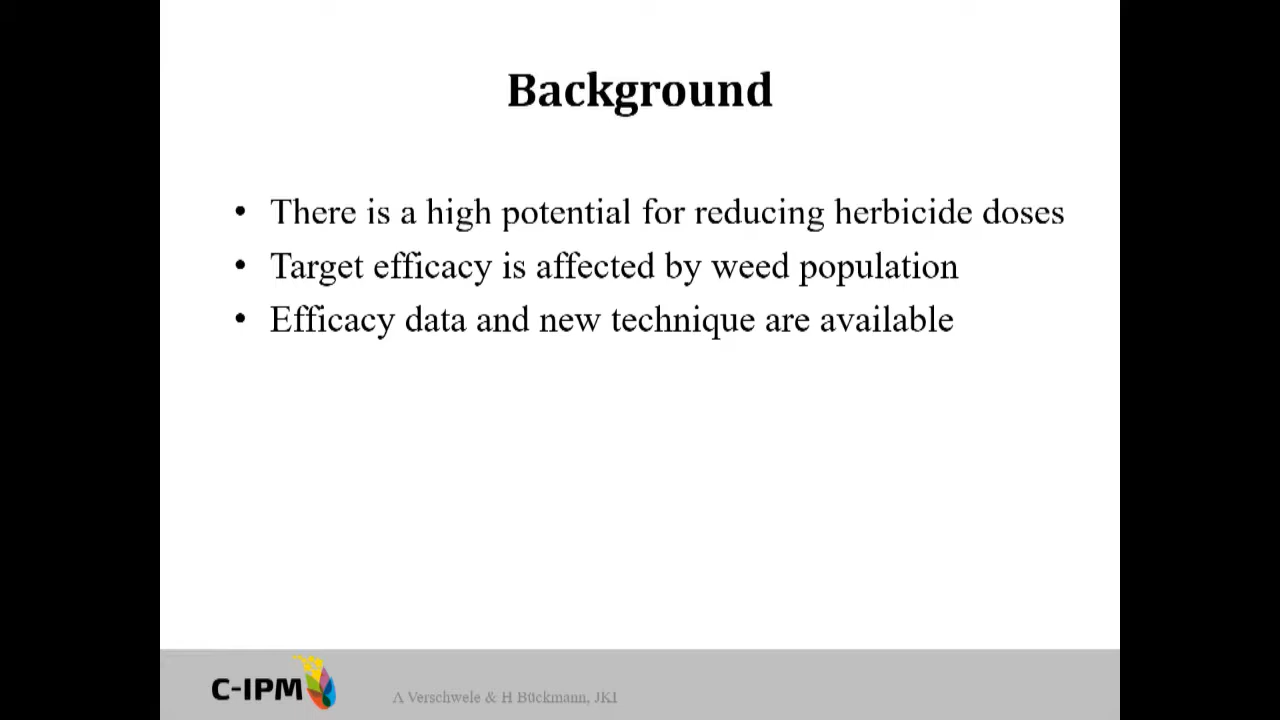 Background
• There is a high potential for reducing herbicide doses
• Target efficacy is affected by weed population
• Efficacy data and new technique are available
C-IPM
A Verschwele & H Bückmann, JKI